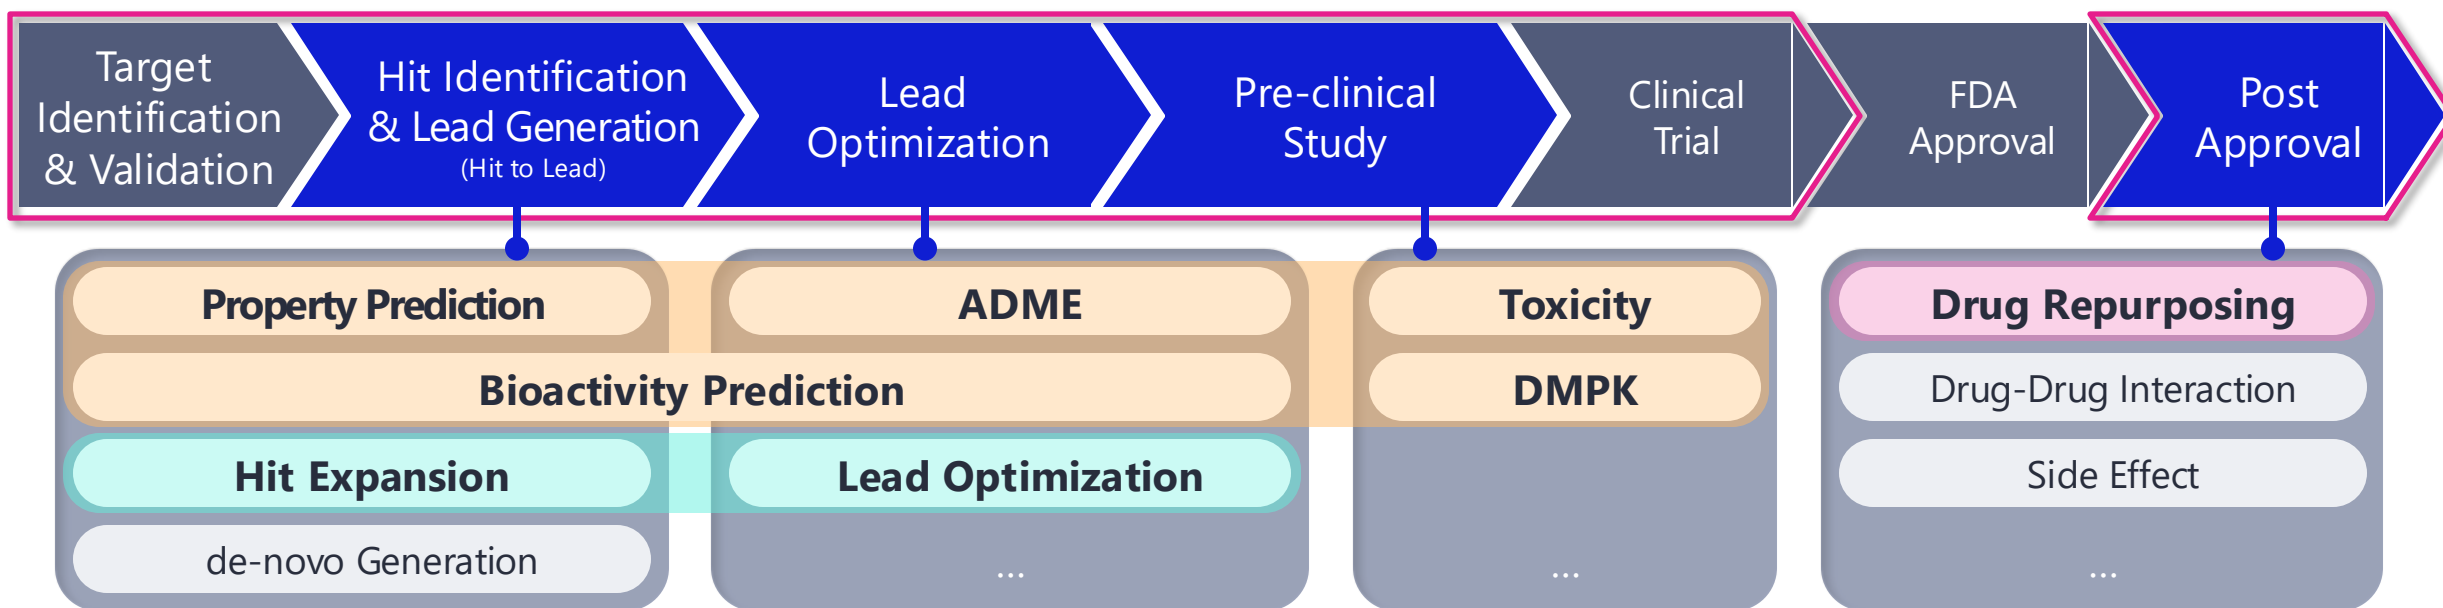 Target
Identification
& Validation
Hit Identification
& Lead Generation
(Hit to Lead)
Lead
Optimization
Pre-clinical
Study
Clinical
Trial
FDA
Approval
Post
Approval
Property Prediction
ADME
Toxicity
Drug Repurposing
Bioactivity Prediction
DMPK
Drug-Drug Interaction
Hit Expansion
Lead Optimization
Side Effect
de-novo Generation
...
...
...